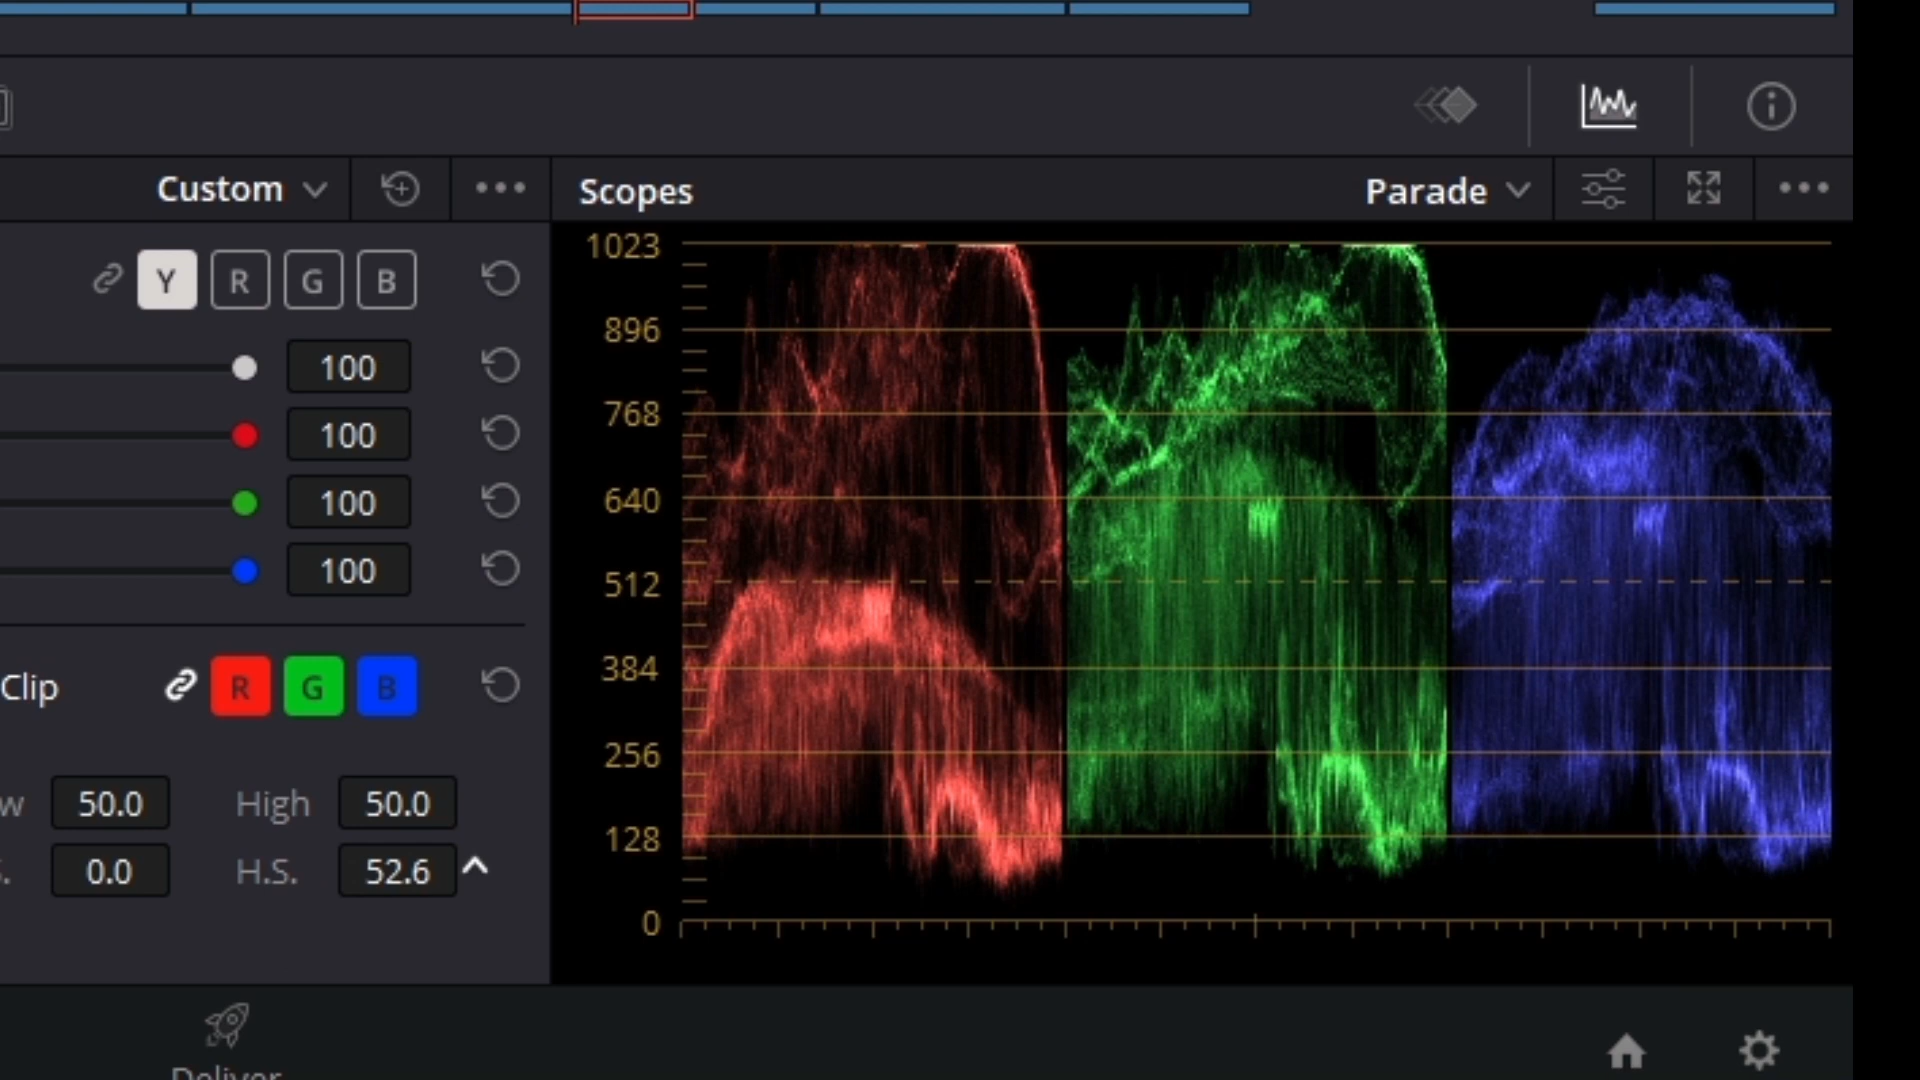 Custom
Scopes
Parade
Y R G B
100
100
100
100
Clip
R G B
50.0 High 50.0
0.0 H.S. 52.6
1023
896
768
640
512
384
256
128
0
Deliver